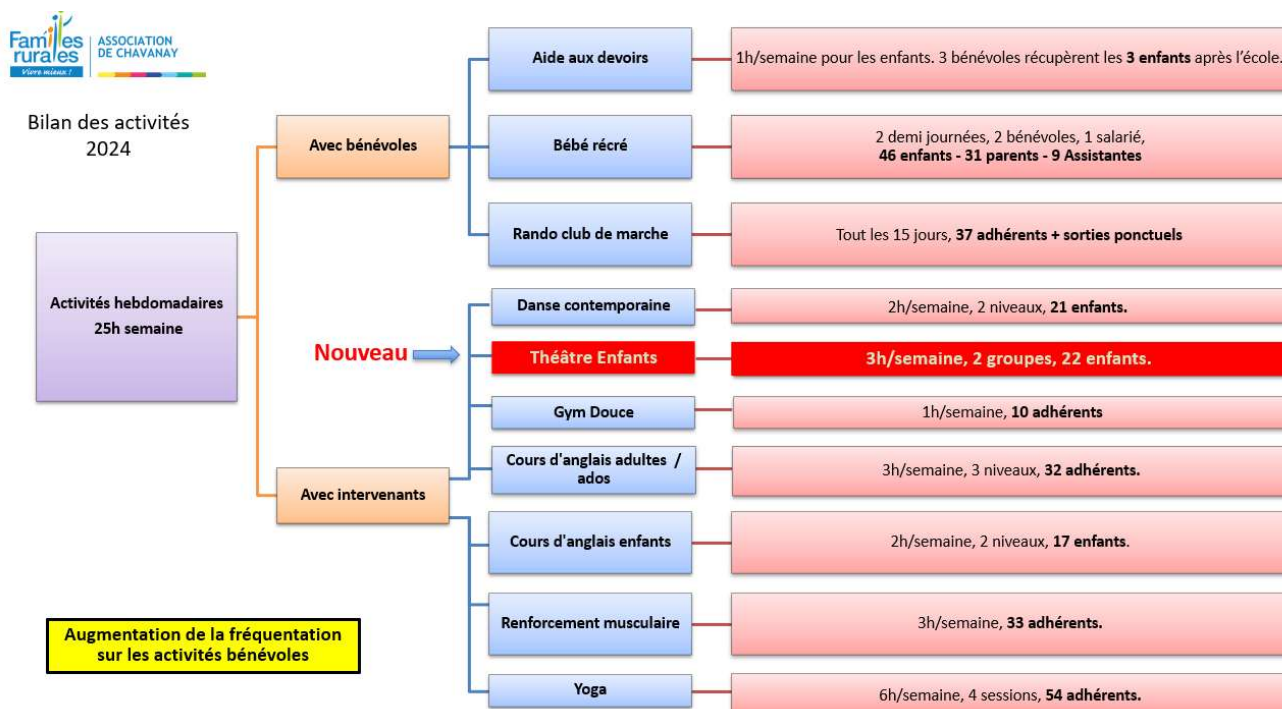 Familles
rurales
Vivre mieux !
ASSOCIATION
DE CHAVANAY
Bilan des activités
2024
Activités hebdomadaires
25h semaine
Avec bénévoles
Aide aux devoirs
1h/semaine pour les enfants. 3 bénévoles récupèrent les 3 enfants après l'école.
Bébé récré
2 demi journées, 2 bénévoles, 1 salarié,
46 enfants - 31 parents - 9 Assistantes
Rando club de marche
Tout les 15 jours, 37 adhérents + sorties ponctuels
Avec intervenants
Danse contemporaine
2h/semaine, 2 niveaux, 21 enfants.
Nouveau
Théâtre Enfants
3h/semaine, 2 groupes, 22 enfants.
Gym Douce
1h/semaine, 10 adhérents
Cours d'anglais adultes /
ados
3h/semaine, 3 niveaux, 32 adhérents.
Cours d'anglais enfants
2h/semaine, 2 niveaux, 17 enfants.
Renforcement musculaire
3h/semaine, 33 adhérents.
Yoga
6h/semaine, 4 sessions, 54 adhérents.
Augmentation de la fréquentation
sur les activités bénévoles